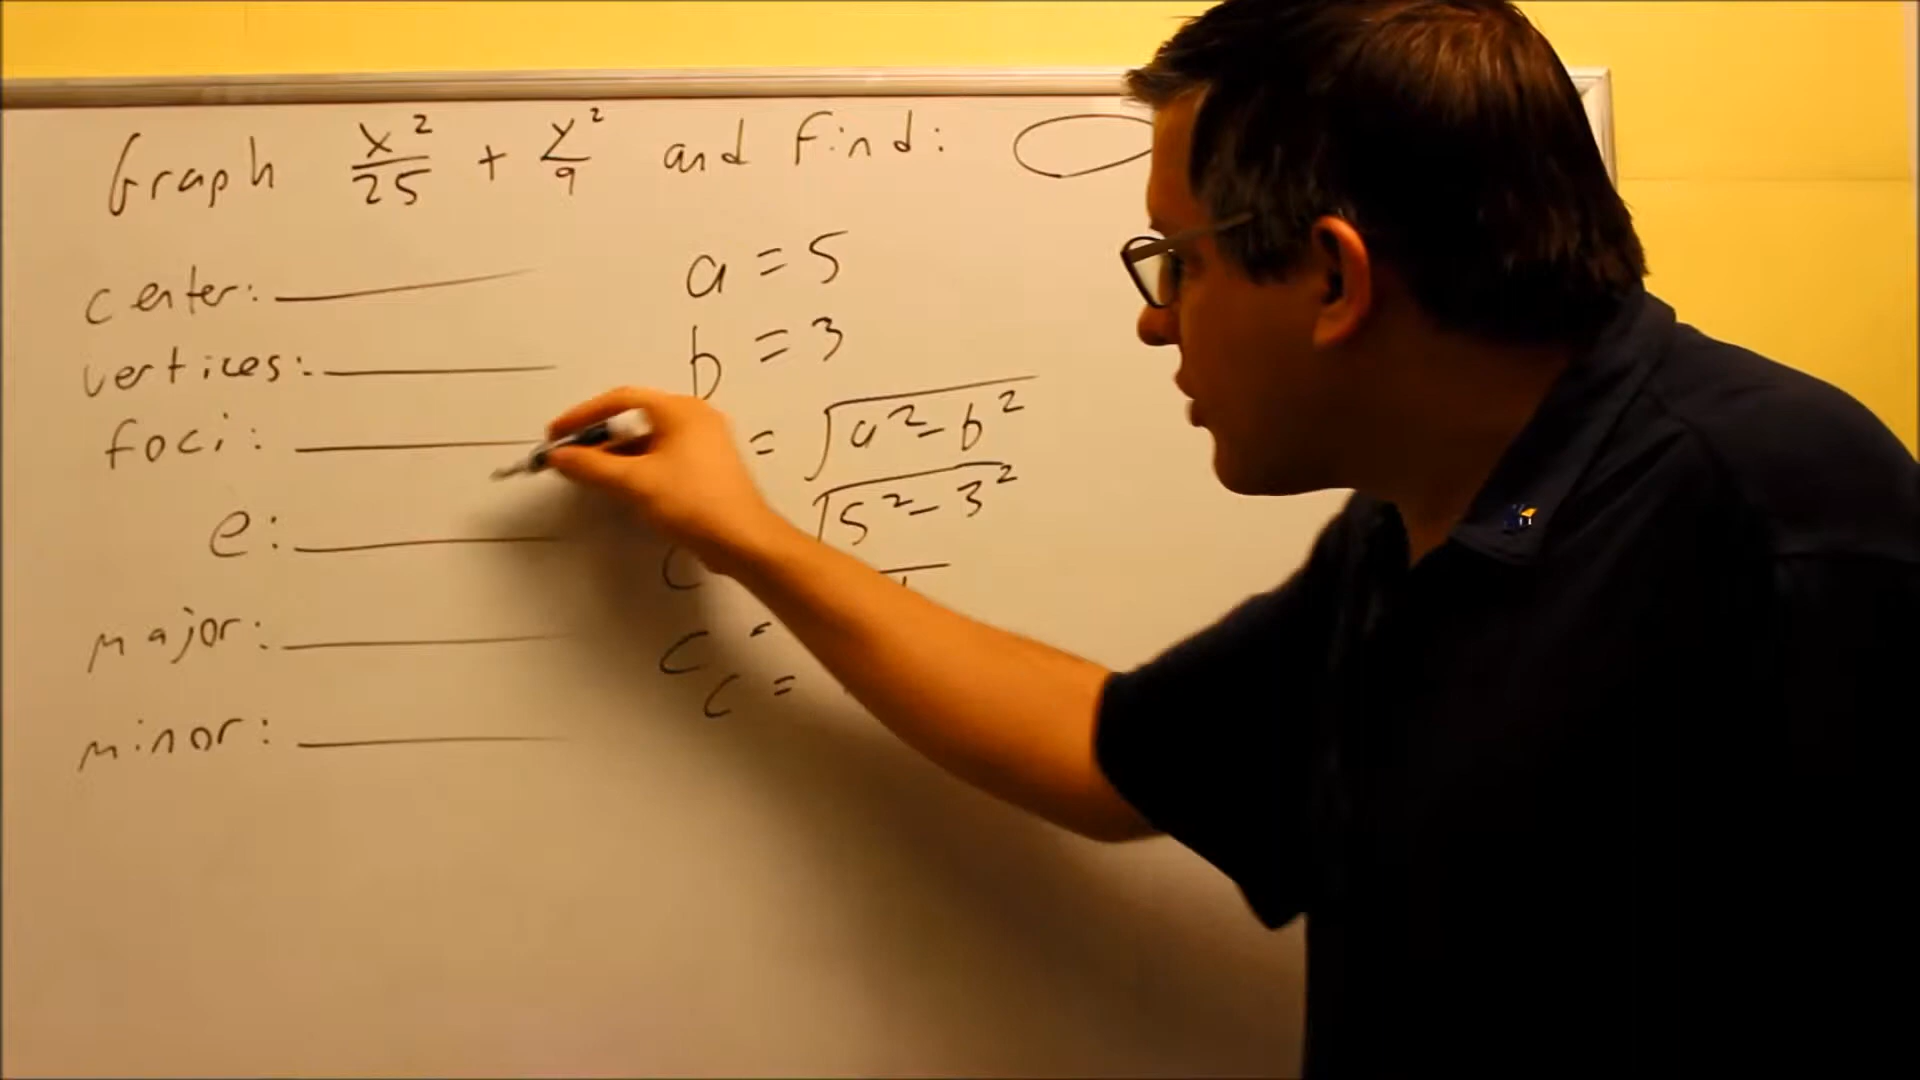 Graph x²/25 + y²/9 and find:
center:
vertices:
foci:
e:
major:
minor:
a = 5
b = 3
= √a² - b²
√5² - 3²
c
c =
c =